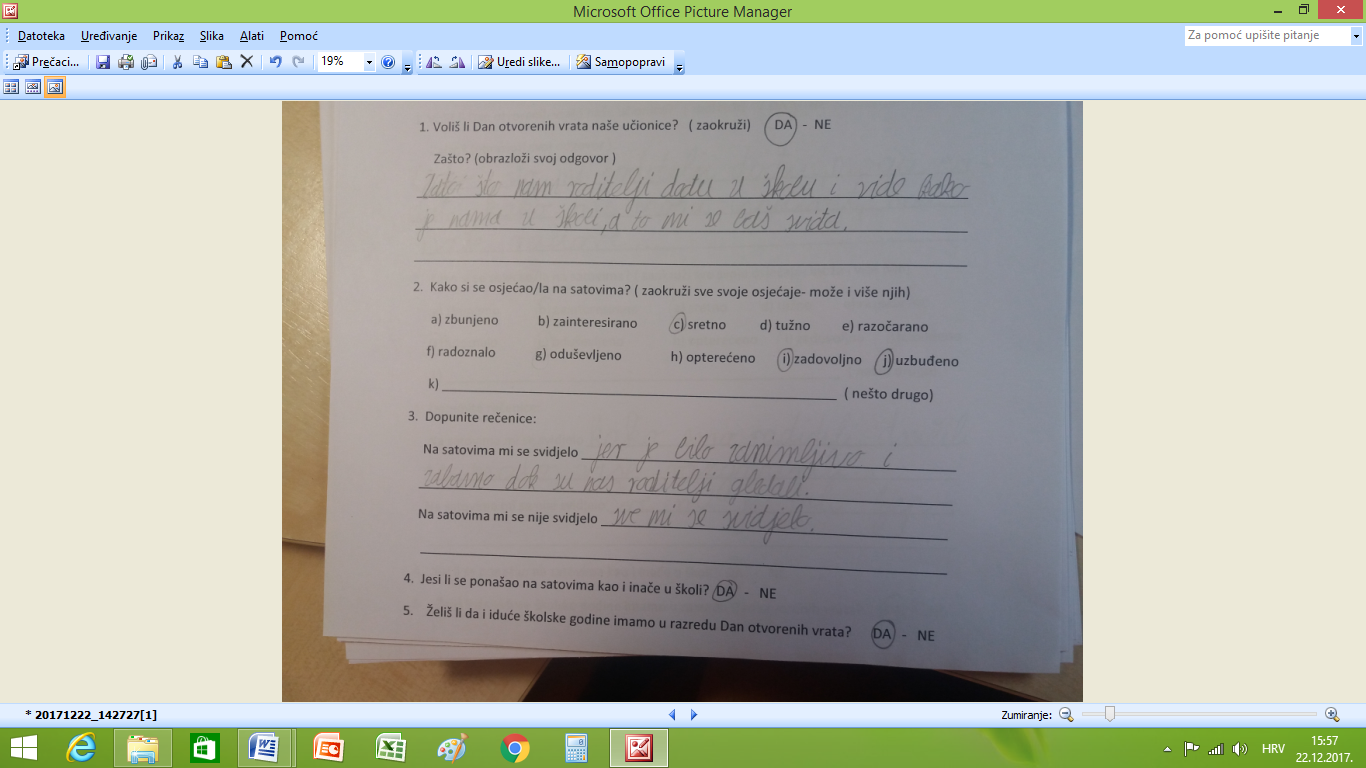 Microsoft Office Picture Manager
Datoteka Uređivanje Prikaz Slika Alati Pomoć
Za pomoć upišite pitanje
Prečaci... 19% Uredi slike... Samopopravi
1. Voliš li Dan otvorenih vrata naše učionice? ( zaokruži) DA - NE
Zašto? (obrazloži svoj odgovor )
Zato što nam roditelji dođu u školu i vide kako
je nama u školi, a to mi se baš sviđa.
2. Kako si se osjećao/la na satovima? ( zaokruži sve svoje osjećaje- može i više njih)
a) zbunjeno b) zainteresirano c) sretno d) tužno e) razočarano
f) radoznalo g) oduševljeno h) opterećeno i) zadovoljno j) uzbuđeno
k) ( nešto drugo)
3. Dopunite rečenice:
Na satovima mi se svidjelo jer je bilo zanimljivo i
zabavno dok su nas roditelji gledali.
Na satovima mi se nije svidjelo sve mi se svidjelo.
4. Jesi li se ponašao na satovima kao i inače u školi? DA - NE
5. Želiš li da i iduće školske godine imamo u razredu Dan otvorenih vrata? DA - NE
* 20171222_142727[1] Zumiranje:
HRV 15:57
22.12.2017.